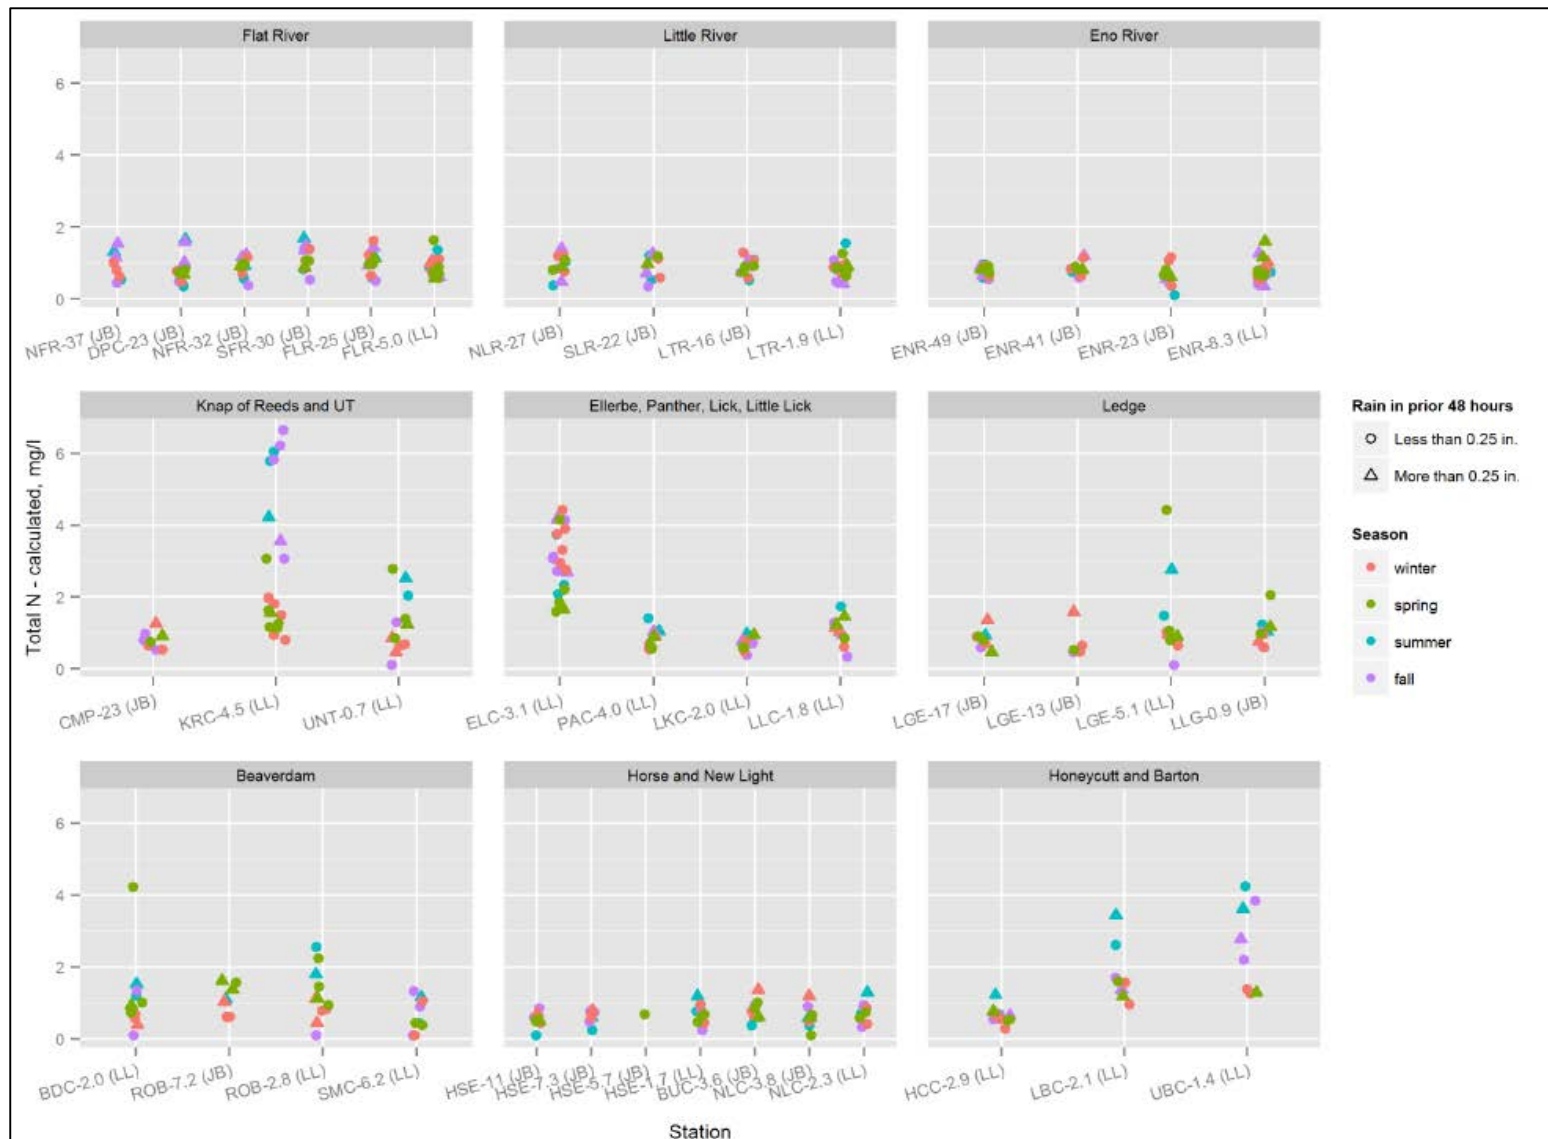 Flat River
Little River
Eno River
6
4
2
0
NFR-37 (JB)
DPC-23 (JB)
NFR-32 (JB)
SFR-30 (JB)
FLR-25 (JB)
FLR-5.0 (LL)
NLR-27 (JB)
SLR-22 (JB)
LTR-16 (JB)
LTR-1.9 (LL)
ENR-49 (JB)
ENR-41 (JB)
ENR-23 (JB)
ENR-8.3 (LL)
Knap of Reeds and UT
Ellerbe, Panther, Lick, Little Lick
Ledge
Total N - calculated, mg/l
6
4
2
0
CMP-23 (JB)
KRC-4.5 (LL)
UNT-0.7 (LL)
ELC-3.1 (LL)
PAC-4.0 (LL)
LKC-2.0 (LL)
LLC-1.8 (LL)
LGE-17 (JB)
LGE-13 (JB)
LGE-5.1 (LL)
LLG-0.9 (JB)
Rain in prior 48 hours
Less than 0.25 in.
More than 0.25 in.
Season
winter
spring
summer
fall
Beaverdam
Horse and New Light
Honeycutt and Barton
6
4
2
0
BDC-2.0 (LL)
ROB-7.2 (JB)
ROB-2.8 (LL)
SMC-6.2 (LL)
HSE-11 (JB)
HSE-7.3 (JB)
HSE-5.7 (JB)
HSE-1.7 (LL)
BUC-3.6 (JB)
NLC-3.8 (JB)
NLC-2.3 (LL)
HCC-2.9 (LL)
LBC-2.1 (LL)
UBC-1.4 (LL)
Station